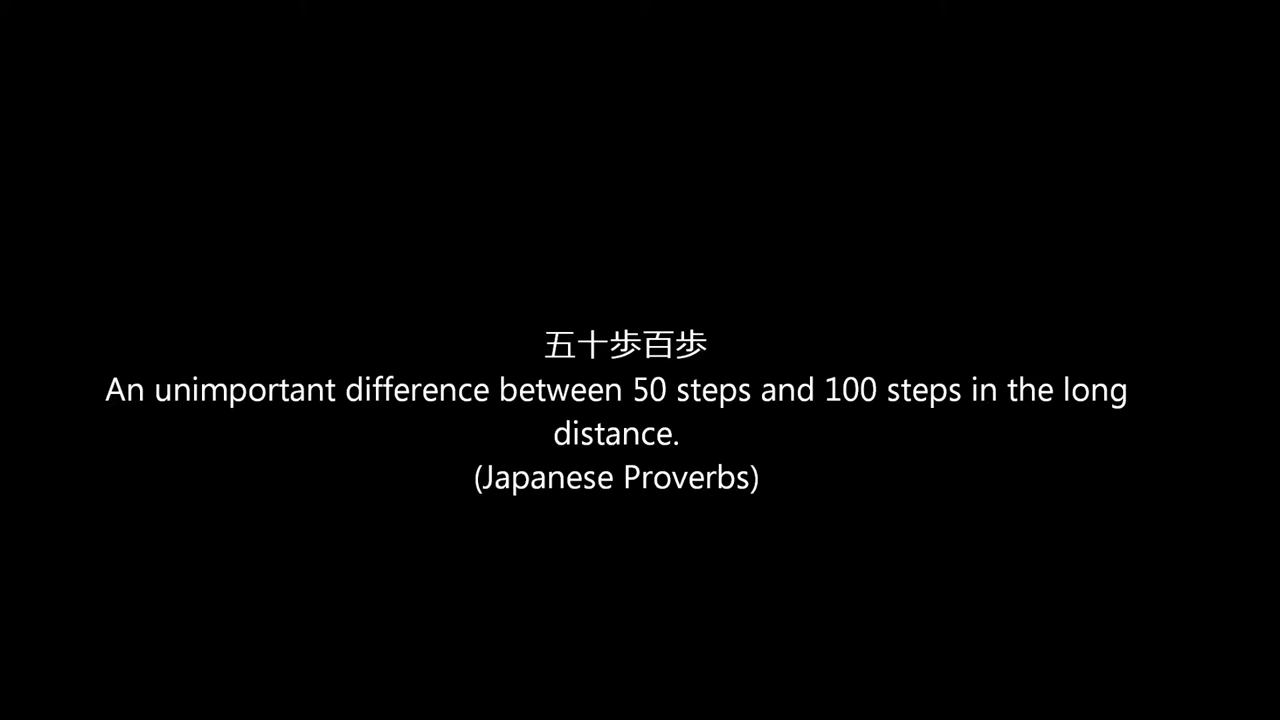 五十歩百歩
An unimportant difference between 50 steps and 100 steps in the long
distance.
(Japanese Proverbs)